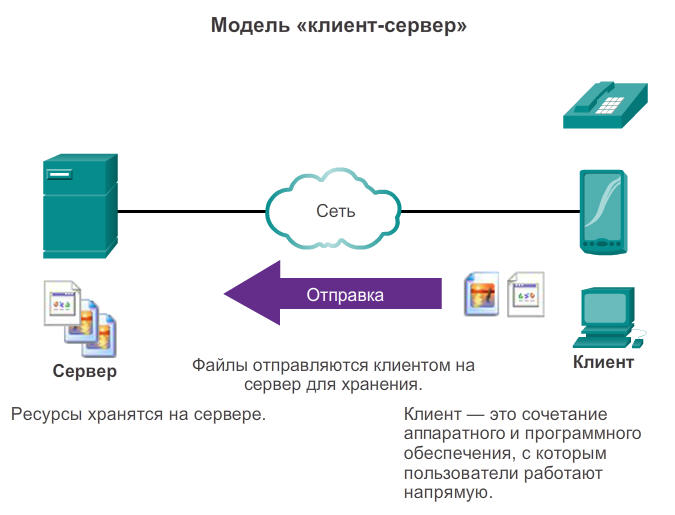 Модель «клиент-сервер»
Сеть
Отправка
Сервер
Файлы отправляются клиентом на
сервер для хранения.
Клиент
Ресурсы хранятся на сервере.
Клиент — это сочетание
аппаратного и программного
обеспечения, с которым
пользователи работают
напрямую.